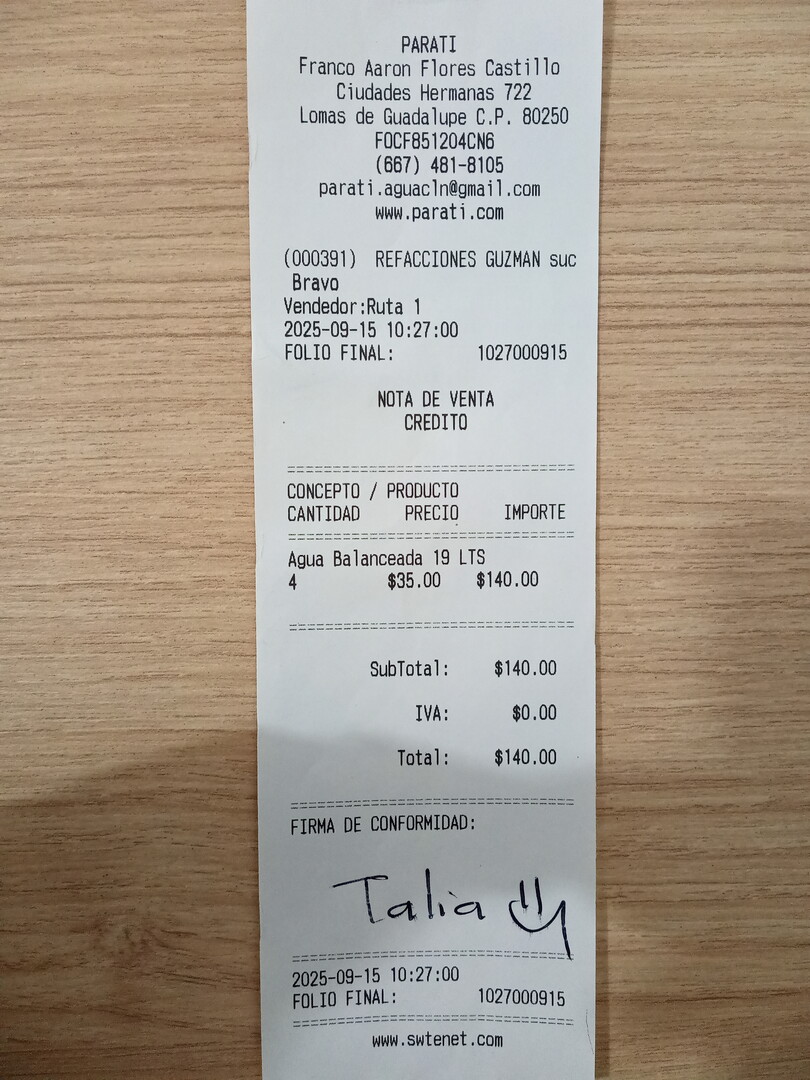 PARATI
Franco Aaron Flores Castillo
Ciudades Hermanas 722
Lomas de Guadalupe C.P. 80250
FOCF851204CN6
(667) 481-8105
parati.aguacln@gmail.com
www.parati.com
(000391) REFACCIONES GUZMAN suc
Bravo
Vendedor:Ruta 1
2025-09-15 10:27:00
FOLIO FINAL: 1027000915
NOTA DE VENTA
CREDITO
CONCEPTO / PRODUCTO
CANTIDAD PRECIO IMPORTE
Agua Balanceada 19 LTS
4 $35.00 $140.00
SubTotal: $140.00
IVA: $0.00
Total: $140.00
FIRMA DE CONFORMIDAD:
Talia
2025-09-15 10:27:00
FOLIO FINAL: 1027000915
www.swtenet.com